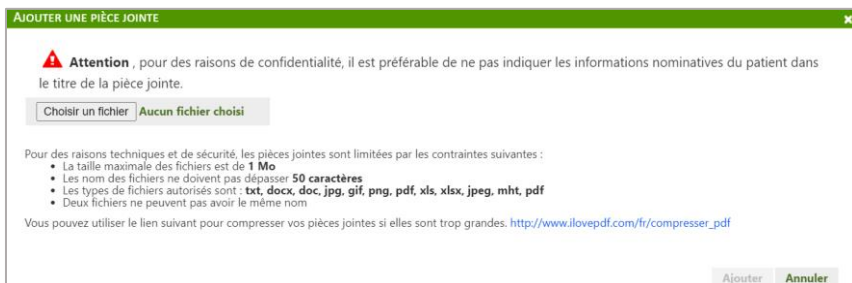 AJOUTER UNE PIÈCE JOINTE
Attention , pour des raisons de confidentialité, il est préférable de ne pas indiquer les informations nominatives du patient dans
le titre de la pièce jointe.
Choisir un fichier Aucun fichier choisi
Pour des raisons techniques et de sécurité, les pièces jointes sont limitées par les contraintes suivantes :
• La taille maximale des fichiers est de 1 Mo
• Les nom des fichiers ne doivent pas dépasser 50 caractères
• Les types de fichiers autorisés sont : txt, docx, doc, jpg, gif, png, pdf, xls, xlsx, jpeg, mht, pdf
• Deux fichiers ne peuvent pas avoir le même nom
Vous pouvez utiliser le lien suivant pour compresser vos pièces jointes si elles sont trop grandes. http://www.ilovepdf.com/fr/compresser_pdf
Ajouter Annuler